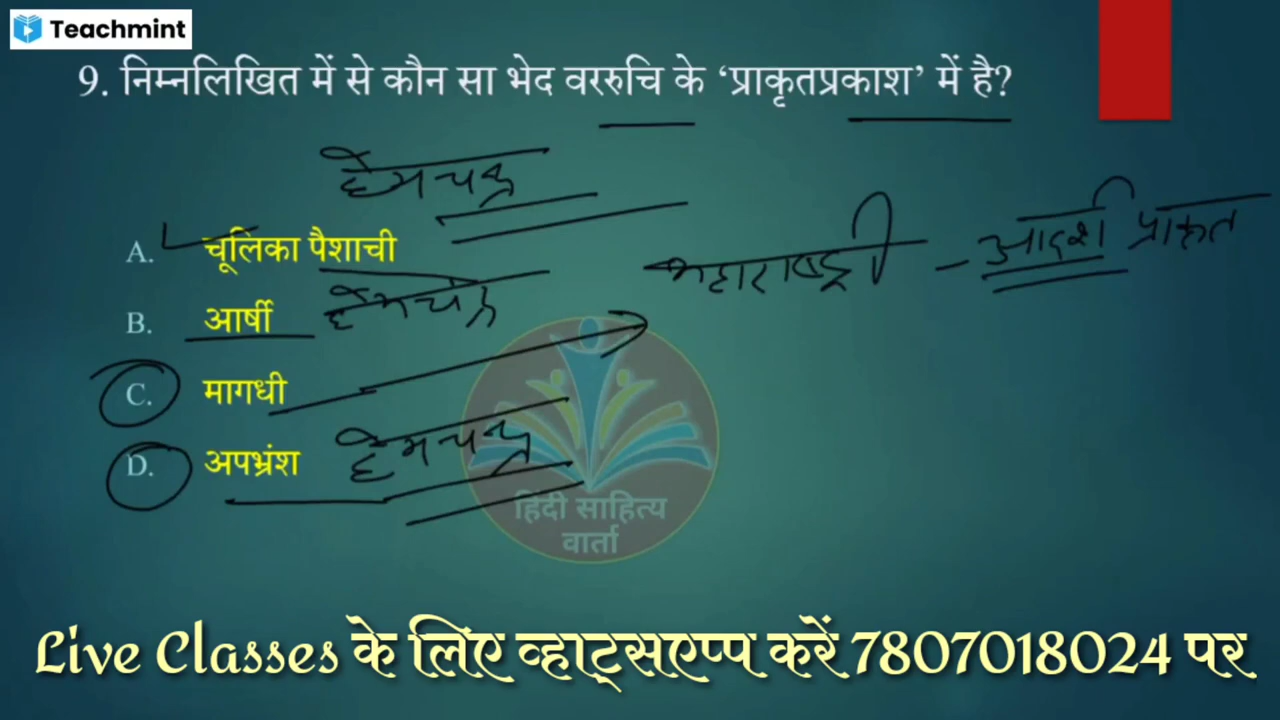 Teachmint
9. निम्नलिखित में से कौन सा भेद वररुचि के ‘प्राकृतप्रकाश’ में है?
हेमचन्द्र
A. चूलिका पैशाची
महाराष्ट्री – आदर्श प्राकृत
B. आर्षी हेमचंद्र
C. मागधी
D. अपभ्रंश हेमचन्द्र
हिंदी साहित्य
वार्ता
Live Classes के लिए व्हाट्सएप्प करें 7807018024 पर